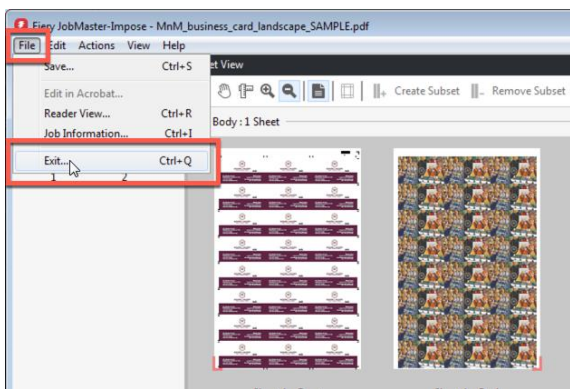 Fiery JobMaster-Impose - MnM_business_card_landscape_SAMPLE.pdf
File Edit Actions View Help
Save... Ctrl+S
Edit in Acrobat...
Reader View... Ctrl+R
Job Information... Ctrl+I
Exit... Ctrl+Q
et View
Create Subset Remove Subset
Body : 1 Sheet
1 2